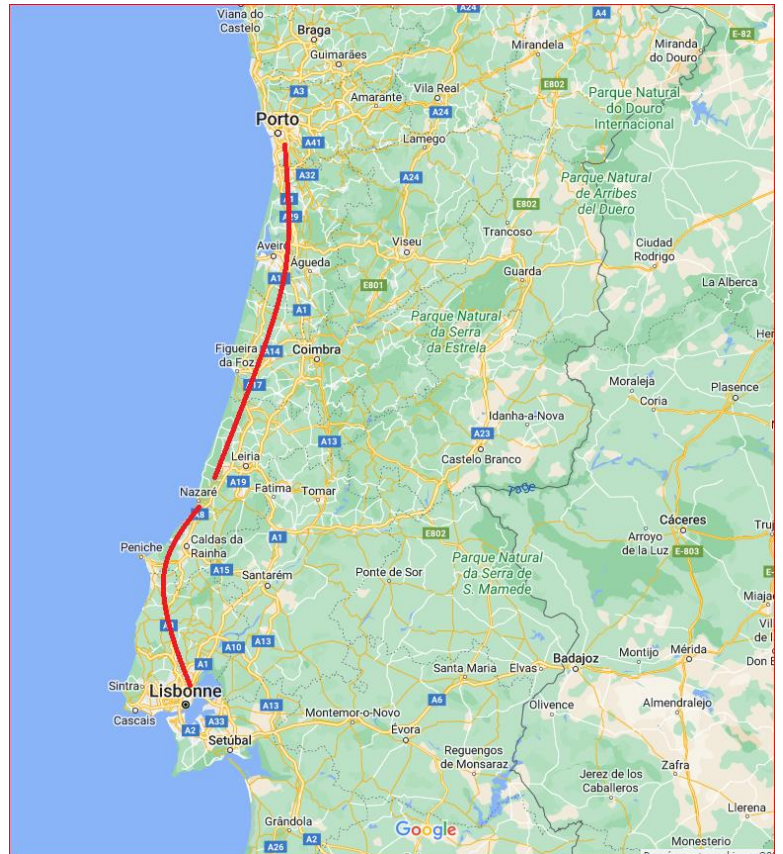 Viana do
Castelo
A24
A4
Braga
E-82
Guimarães
Mirandela
Miranda
do Douro
A3
Amarante
Vila Real
E802
Parque Natural
do Douro
Internacional
A24
Porto
A41
Lamego
A32
A24
Parque Natural
de Arribes
del Duero
A1
E802
A29
Trancoso
Aveiro
Viseu
Ciudad
Rodrigo
Águeda
Guarda
E801
La Alberca
A1
Parque Natural
da Serra
da Estrela
Figueira
da Foz
A14
Coimbra
A17
Moraleja
Plasence
Coria
Idanha-a-Nova
A13
A23
Leiria
Castelo Branco
A19
Fatima
Tomar
Nazaré
A8
Page
Cáceres
A1
E802
Arroyo
de la Luz
E-803
Peniche
Caldas da
Rainha
Parque Natural
da Serra de
S. Mamede
A15
Santarém
Ponte de Sor
A13
A10
A1
Santa Maria
Elvas
Badajoz
Montijo
Mérida
Sintra
Lisbonne
A6
Olivence
Almendralejo
Cascais
A33
A13
Montemor-o-Novo
A2
Setúbal
Évora
Reguengos
de Monsaraz
Zafra
Jerez de los
Caballeros
Llerena
Grândola
A2
Google
Monesterio
A26